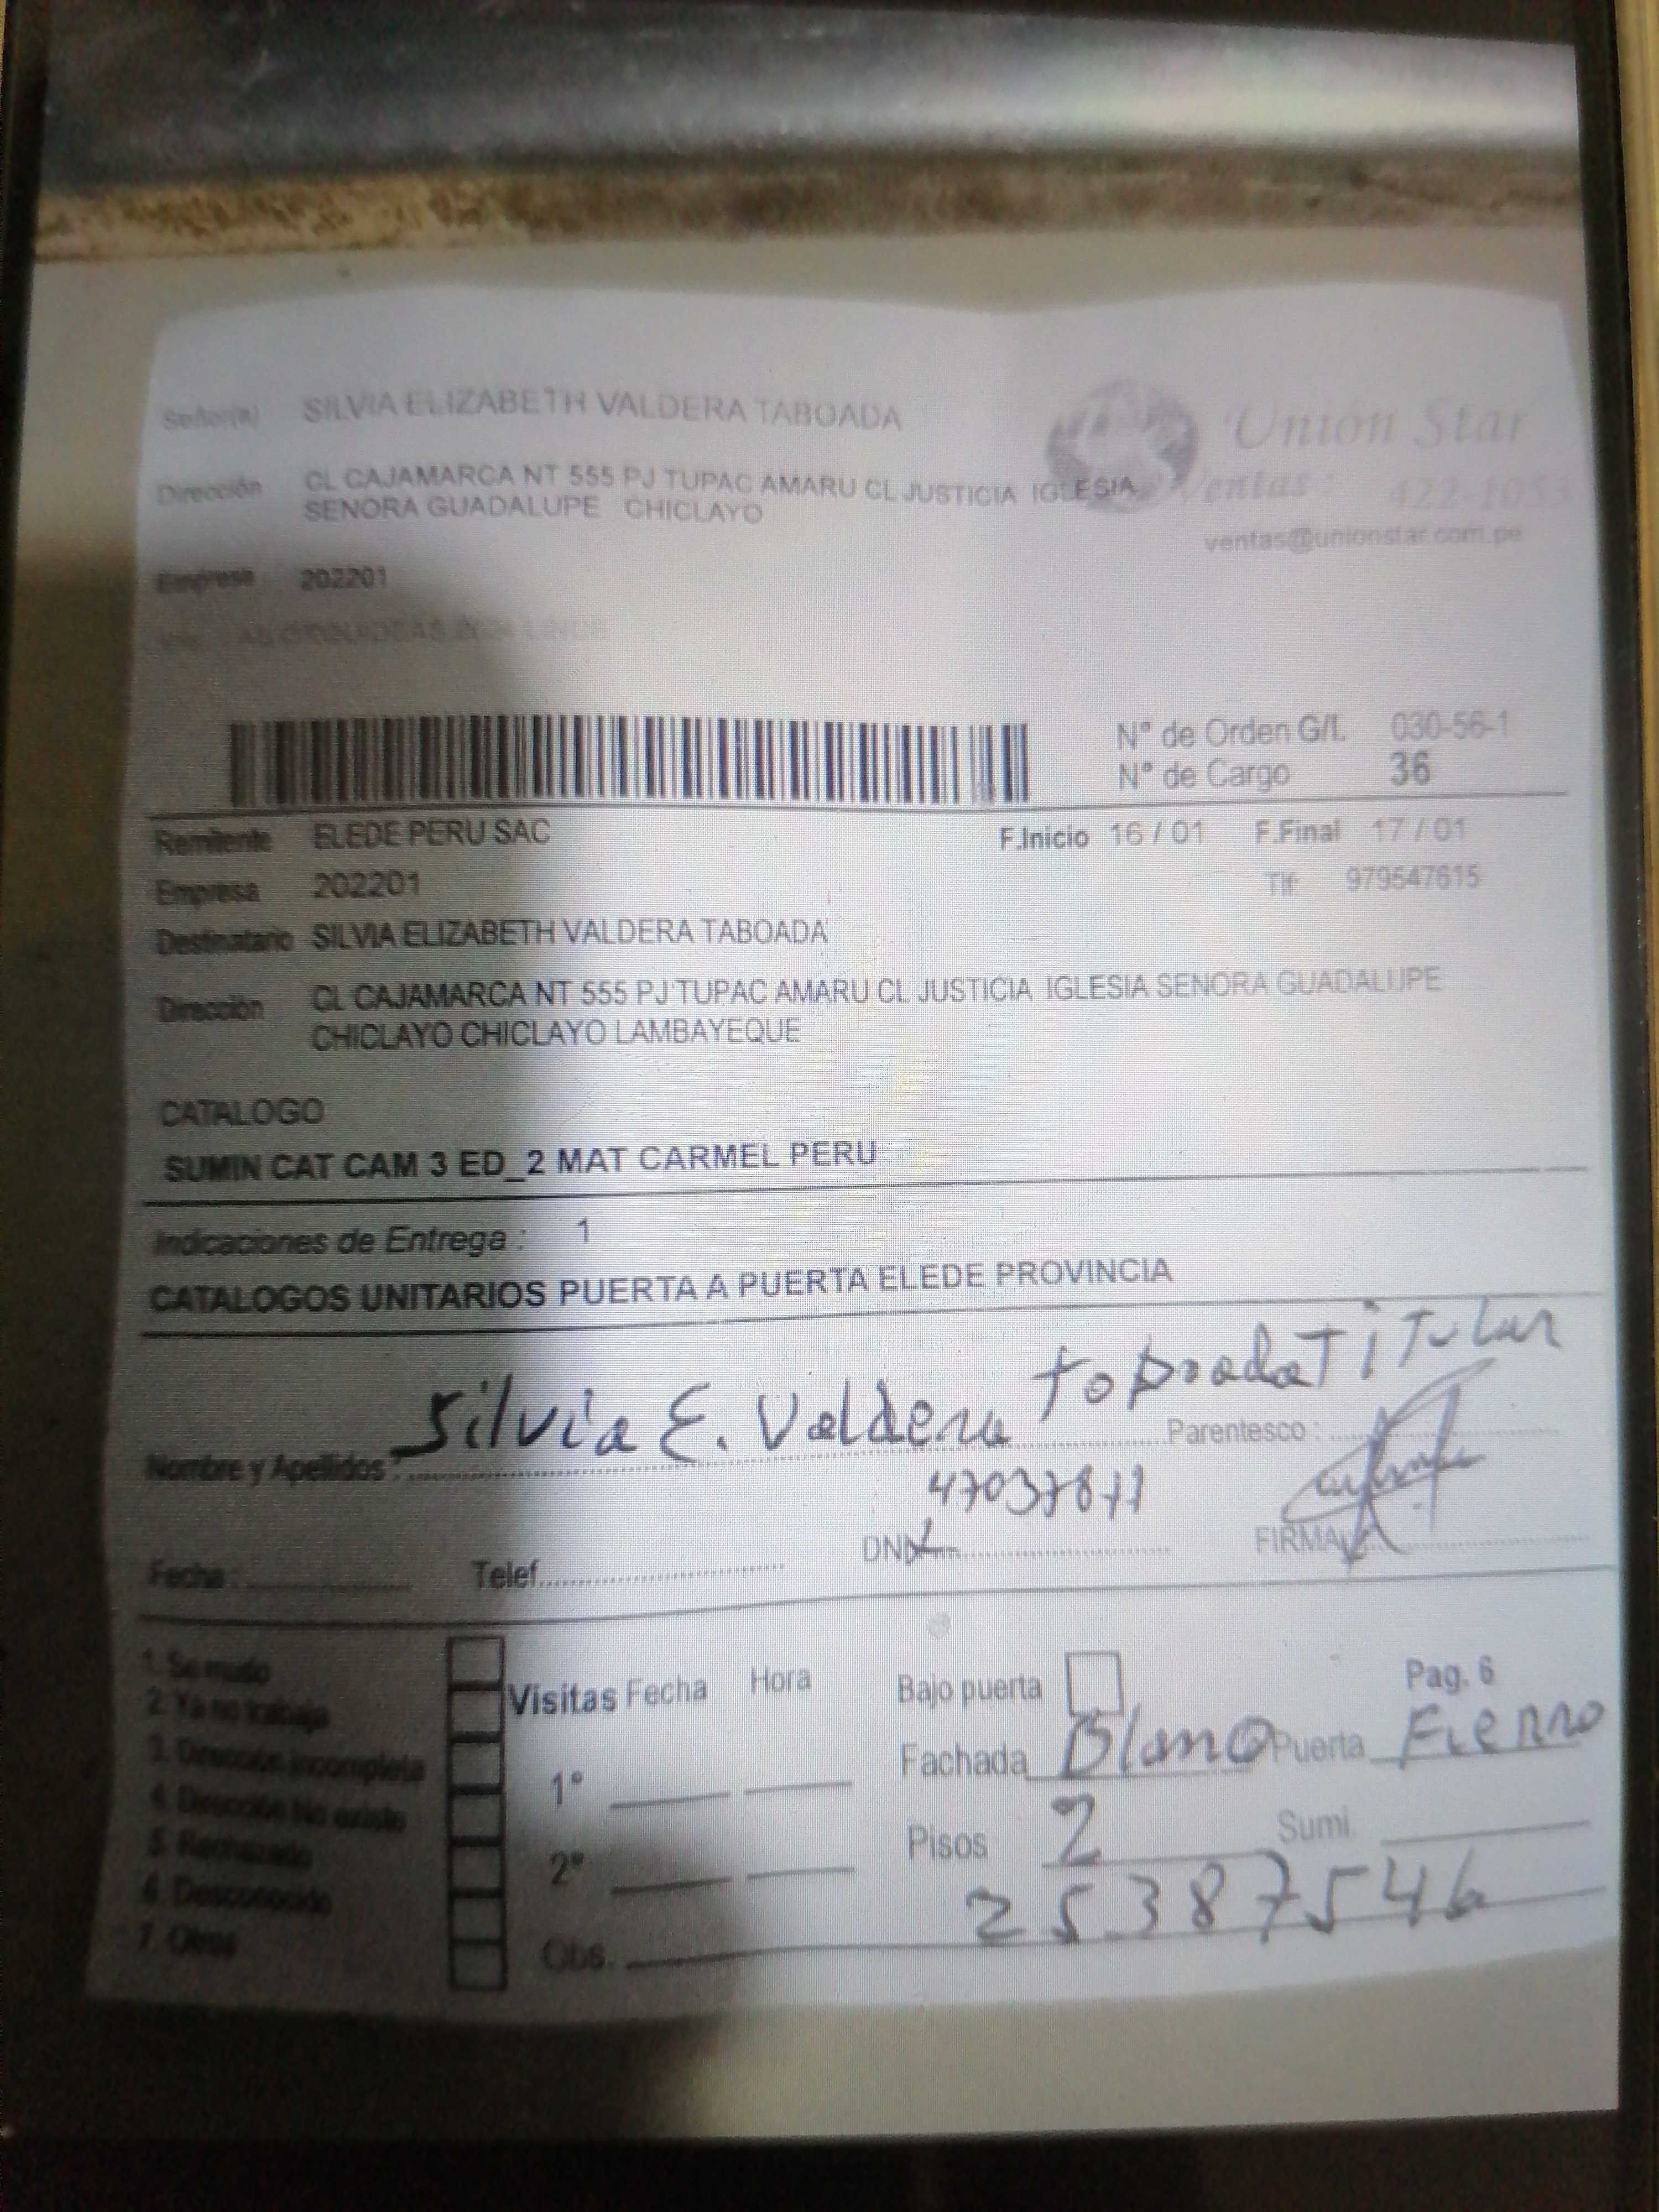 Señor(a) SILVIA ELIZABETH VALDERA TABOADA
Unión Star
Dirección CL CAJAMARCA NT 555 PJ TUPAC AMARU CL JUSTICIA IGLESIA
SENORA GUADALUPE CHICLAYO
Ventas: 422-1053
ventas@unionstar.com.pe
Empresa 202201
N° de Orden G/L 030-56-1
N° de Cargo 36
Remitente ELEDE PERU SAC F.Inicio 16 / 01 F.Final 17 / 01
Empresa 202201 Tlf: 979547615
Destinatario SILVIA ELIZABETH VALDERA TABOADA
Dirección CL CAJAMARCA NT 555 PJ TUPAC AMARU CL JUSTICIA IGLESIA SENORA GUADALUPE
CHICLAYO CHICLAYO LAMBAYEQUE
CATALOGO
SUMIN CAT CAM 3 ED_2 MAT CARMEL PERU
Indicaciones de Entrega : 1
CATALOGOS UNITARIOS PUERTA A PUERTA ELEDE PROVINCIA
Nombre y Apellidos : Silvia E. Valdera Parentesco : Titular
47037877
Fecha : Telef. DNI FIRMA
1. Se mudo
2. Ya no trabaja
3. Dirección incompleta
4. Dirección No existe
5. Rechazado
6. Desconocido
7. Otros
Visitas Fecha Hora
1°
2°
Bajo puerta Pag. 6
Fachada Blanco Puerta Fierro
Pisos 2 Sumi.
Obs. 25387546